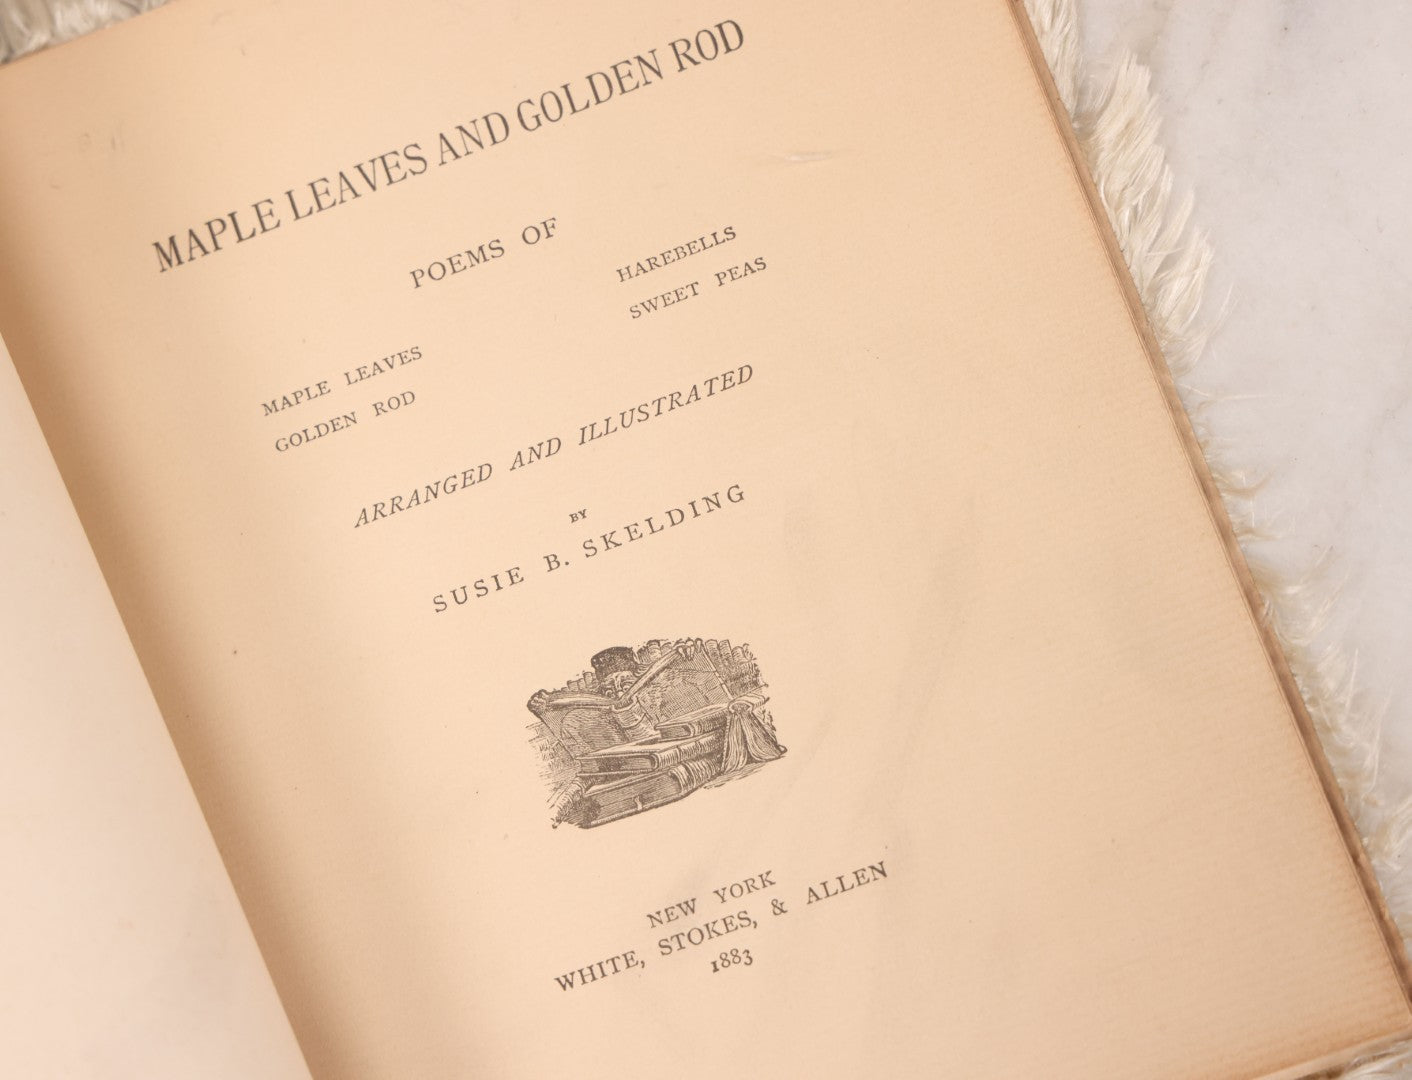 MAPLE LEAVES AND GOLDEN ROD
POEMS OF
MAPLE LEAVES
GOLDEN ROD
HAREBELLS
SWEET PEAS
ARRANGED AND ILLUSTRATED
BY
SUSIE B. SKELDING
NEW YORK
WHITE, STOKES, & ALLEN
1883